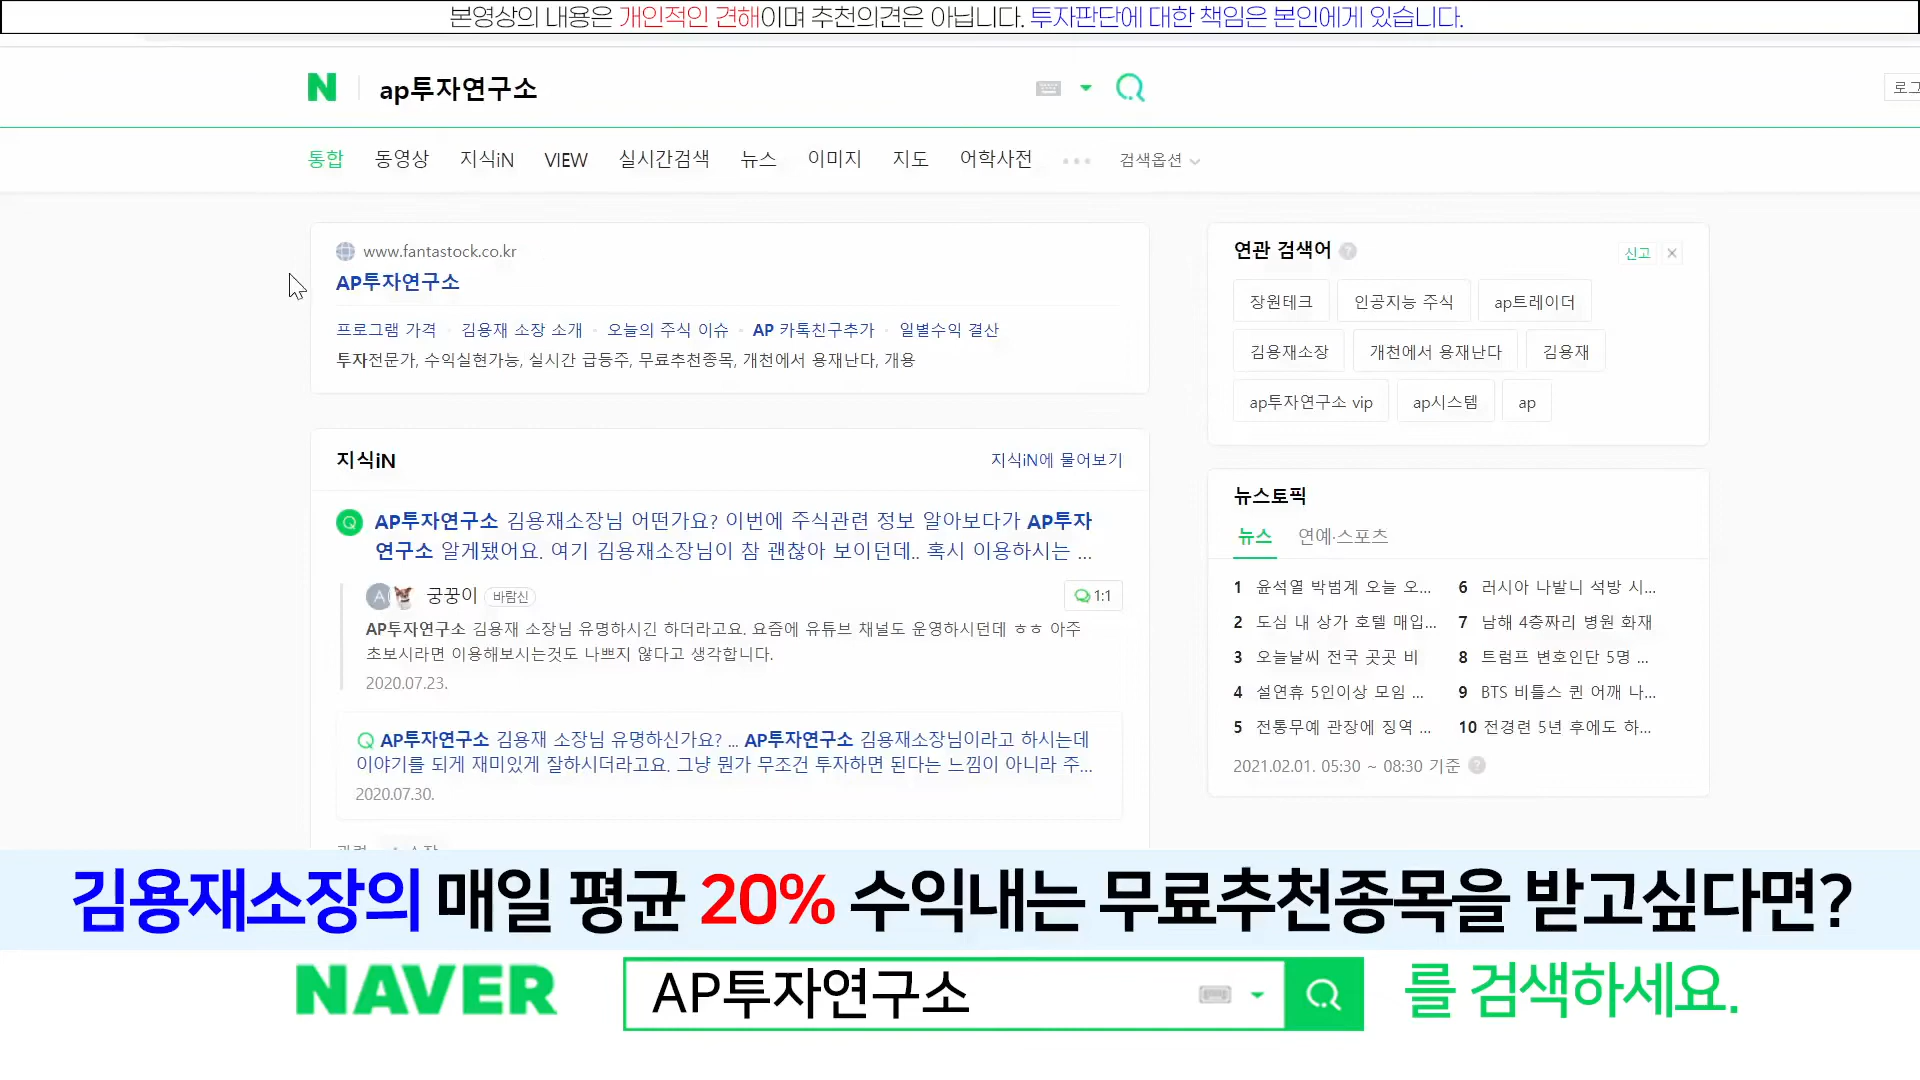 본영상의 내용은 개인적인 견해이며 추천의견은 아닙니다. 투자판단에 대한 책임은 본인에게 있습니다.
N ap투자연구소
로그
통합 동영상 지식iN VIEW 실시간검색 뉴스 이미지 지도 어학사전 검색옵션
www.fantastock.co.kr
AP투자연구소
프로그램 가격 · 김용재 소장 소개 · 오늘의 주식 이슈 · AP 카톡친구추가 · 일별수익 결산
투자전문가, 수익실현가능, 실시간 급등주, 무료추천종목, 개천에서 용재난다, 개용
지식iN 지식iN에 물어보기
Q AP투자연구소 김용재소장님 어떤가요? 이번에 주식관련 정보 알아보다가 AP투자
연구소 알게됐어요. 여기 김용재소장님이 참 괜찮아 보이던데.. 혹시 이용하시는 ...
A 궁꿍이 바람신 1:1
AP투자연구소 김용재 소장님 유명하시긴 하더라고요. 요즘에 유튜브 채널도 운영하시던데 ㅎㅎ 아주
초보시라면 이용해보시는것도 나쁘지 않다고 생각합니다.
2020.07.23.
Q AP투자연구소 김용재 소장님 유명하신가요? ... AP투자연구소 김용재소장님이라고 하시는데
이야기를 되게 재미있게 잘하시더라고요. 그냥 뭔가 무조건 투자하면 된다는 느낌이 아니라 주...
2020.07.30.
연관 검색어 ? 신고 ×
장원테크 인공지능 주식 ap트레이더
김용재소장 개천에서 용재난다 김용재
ap투자연구소 vip ap시스템 ap
뉴스토픽
뉴스 연예·스포츠
1 윤석열 박범계 오늘 오...
2 도심 내 상가 호텔 매입...
3 오늘날씨 전국 곳곳 비
4 설연휴 5인이상 모임 ...
5 전통무예 관장에 징역 ...
6 러시아 나발니 석방 시...
7 남해 4층짜리 병원 화재
8 트럼프 변호인단 5명 ...
9 BTS 비틀스 퀸 어깨 나...
10 전경련 5년 후에도 하...
2021.02.01. 05:30 ~ 08:30 기준 ?
김용재소장의 매일 평균 20% 수익내는 무료추천종목을 받고싶다면?
NAVER AP투자연구소 를 검색하세요.